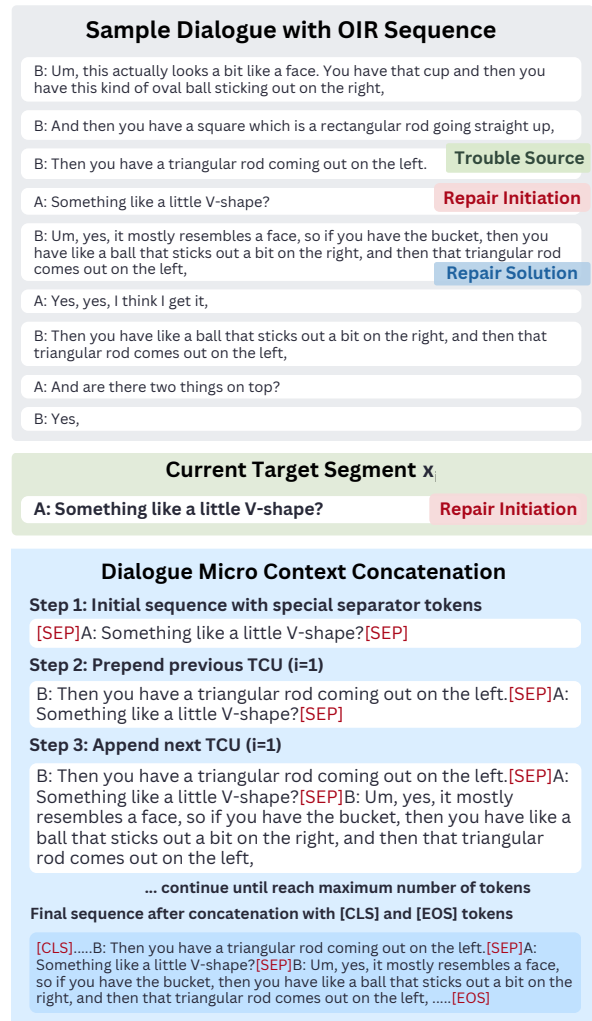 Sample Dialogue with OIR Sequence
B: Um, this actually looks a bit like a face. You have that cup and then you
have this kind of oval ball sticking out on the right,
B: And then you have a square which is a rectangular rod going straight up,
B: Then you have a triangular rod coming out on the left.
Trouble Source
A: Something like a little V-shape?
Repair Initiation
B: Um, yes, it mostly resembles a face, so if you have the bucket, then you
have like a ball that sticks out a bit on the right, and then that triangular rod
comes out on the left,
Repair Solution
A: Yes, yes, I think I get it,
B: Then you have like a ball that sticks out a bit on the right, and then that
triangular rod comes out on the left,
A: And are there two things on top?
B: Yes,
Current Target Segment xj
A: Something like a little V-shape?
Repair Initiation
Dialogue Micro Context Concatenation
Step 1: Initial sequence with special separator tokens
[SEP]A: Something like a little V-shape?[SEP]
Step 2: Prepend previous TCU (i=1)
B: Then you have a triangular rod coming out on the left.[SEP]A:
Something like a little V-shape?[SEP]
Step 3: Append next TCU (i=1)
B: Then you have a triangular rod coming out on the left.[SEP]A:
Something like a little V-shape?[SEP]B: Um, yes, it mostly
resembles a face, so if you have the bucket, then you have like a
ball that sticks out a bit on the right, and then that triangular
rod comes out on the left,
... continue until reach maximum number of tokens
Final sequence after concatenation with [CLS] and [EOS] tokens
[CLS].....B: Then you have a triangular rod coming out on the left.[SEP]A:
Something like a little V-shape?[SEP]B: Um, yes, it mostly resembles a face,
so if you have the bucket, then you have like a ball that sticks out a bit on the
right, and then that triangular rod comes out on the left, .....[EOS]